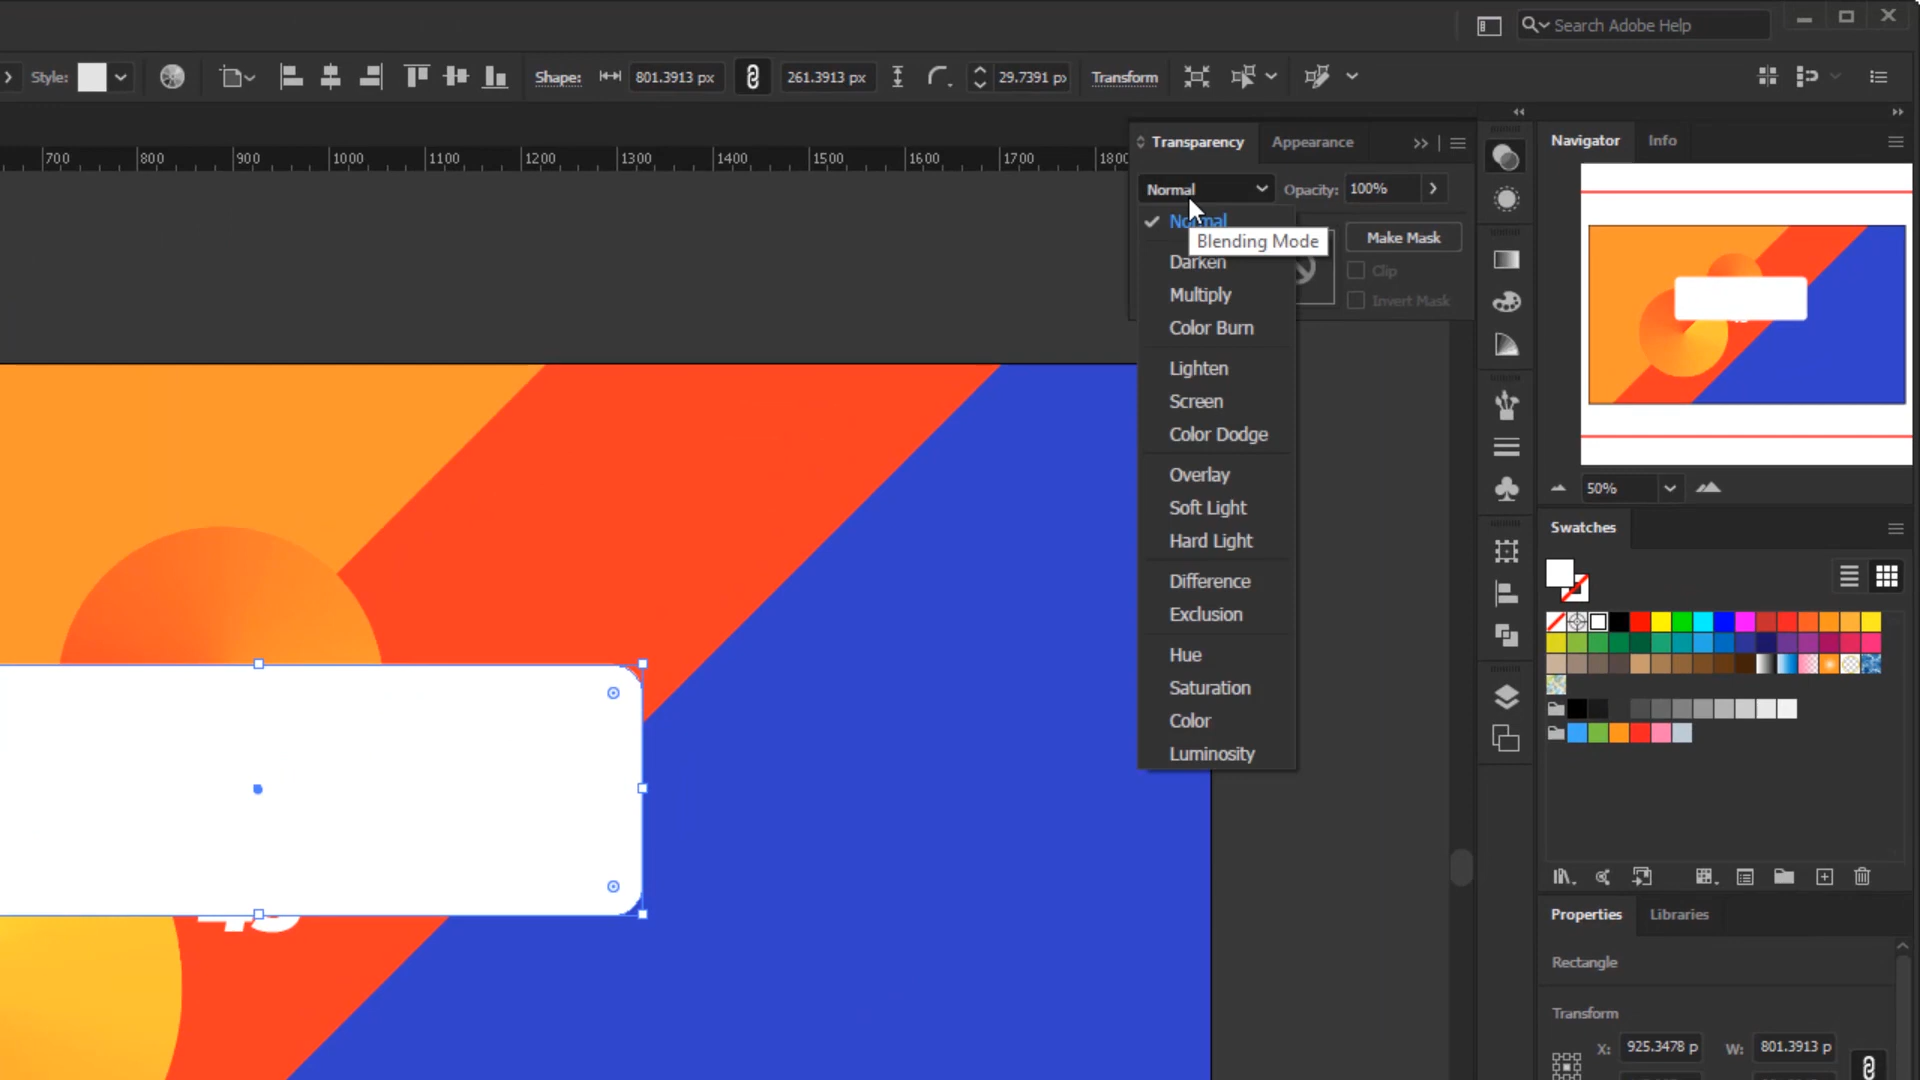 Search Adobe Help
Style:
Shape:
801.3913 px
261.3913 px
29.7391 p
Transform
Transparency
Appearance
Navigator
Info
700 800 900 1000 1100 1200 1300 1400 1500 1600 1700 1800
Normal
Opacity:
100%
Normal
Blending Mode
Make Mask
Darken
Clip
Multiply
Invert Mask
Color Burn
Lighten
Screen
Color Dodge
Overlay
Soft Light
Hard Light
Difference
Exclusion
Hue
Saturation
Color
Luminosity
50%
Swatches
Properties
Libraries
Rectangle
Transform
X:
925.3478 p
W:
801.3913 p